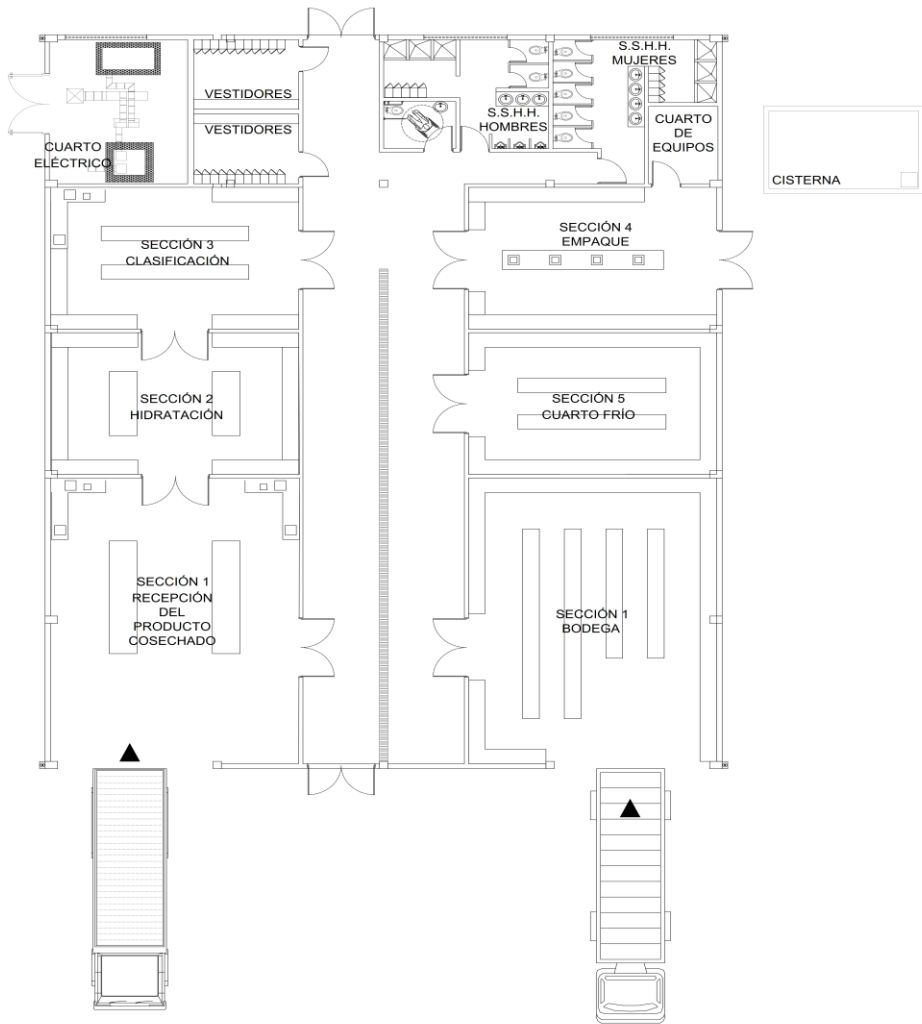 S.S.H.H.
MUJERES
VESTIDORES
S.S.H.H.
HOMBRES
CUARTO
DE
EQUIPOS
VESTIDORES
CUARTO
ELÉCTRICO
CISTERNA
SECCIÓN 3
CLASIFICACIÓN
SECCIÓN 4
EMPAQUE
SECCIÓN 2
HIDRATACIÓN
SECCIÓN 5
CUARTO FRÍO
SECCIÓN 1
RECEPCIÓN
DEL
PRODUCTO
COSECHADO
SECCIÓN 1
BODEGA